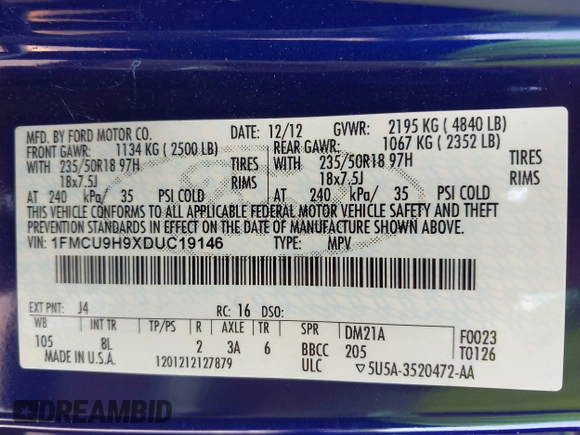 MFD. BY FORD MOTOR CO. DATE: 12/12 GVWR: 2195 KG ( 4840 LB)
FRONT GAWR: 1134 KG ( 2500 LB) REAR GAWR: 1067 KG ( 2352 LB)
WITH 235/50R18 97H TIRES WITH 235/50R18 97H TIRES
18x7.5J RIMS 18x7.5J RIMS
AT 240 kPa/ 35 PSI COLD AT 240 kPa/ 35 PSI COLD
THIS VEHICLE CONFORMS TO ALL APPLICABLE FEDERAL MOTOR VEHICLE SAFETY AND THEFT
PREVENTION STANDARDS IN EFFECT ON THE DATE OF MANUFACTURE SHOWN ABOVE.
VIN: 1FMCU9H9XDUC19146 TYPE: MPV
EXT PNT: J4 RC: 16 DSO:
WB INT TR TP/PS R AXLE TR SPR DM21A F0023
105 8L 2 3A 6 BBCC 205 T0126
MADE IN U.S.A. 1201212127879 ULC ▽5U5A-3520472-AA
DREAMBID